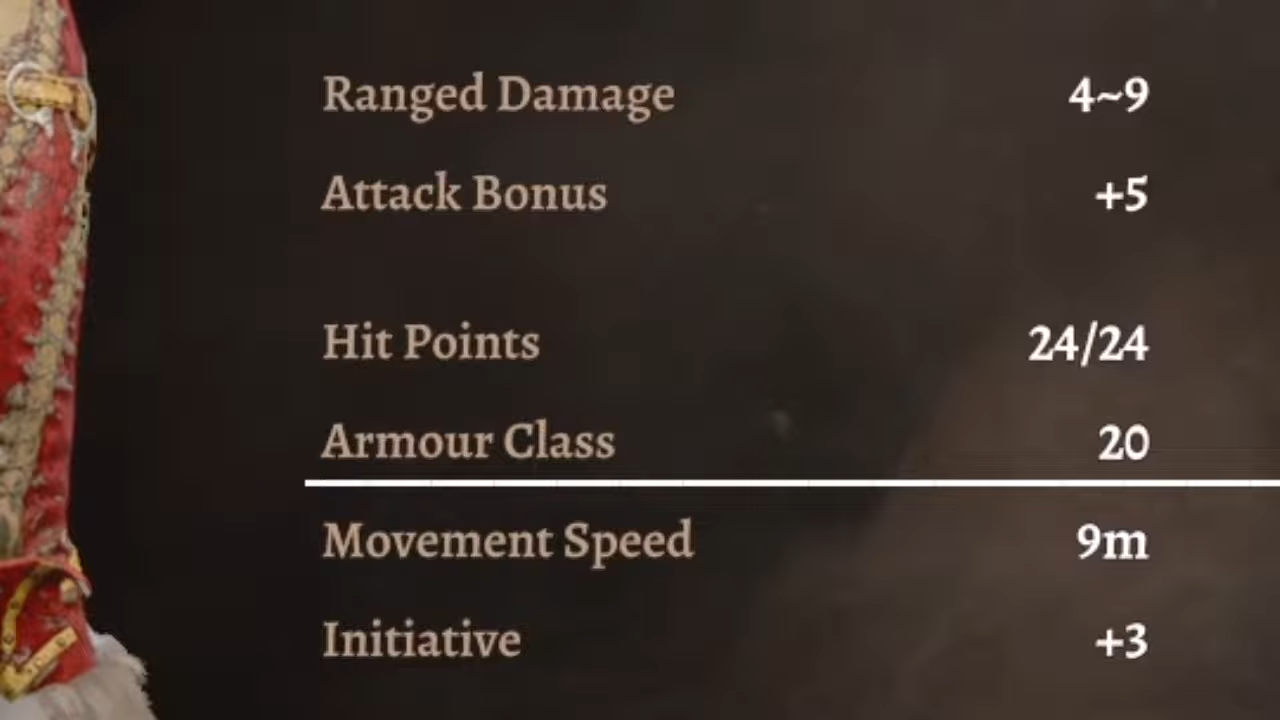 Ranged Damage 4~9
Attack Bonus +5
Hit Points 24/24
Armour Class 20
Movement Speed 9m
Initiative +3